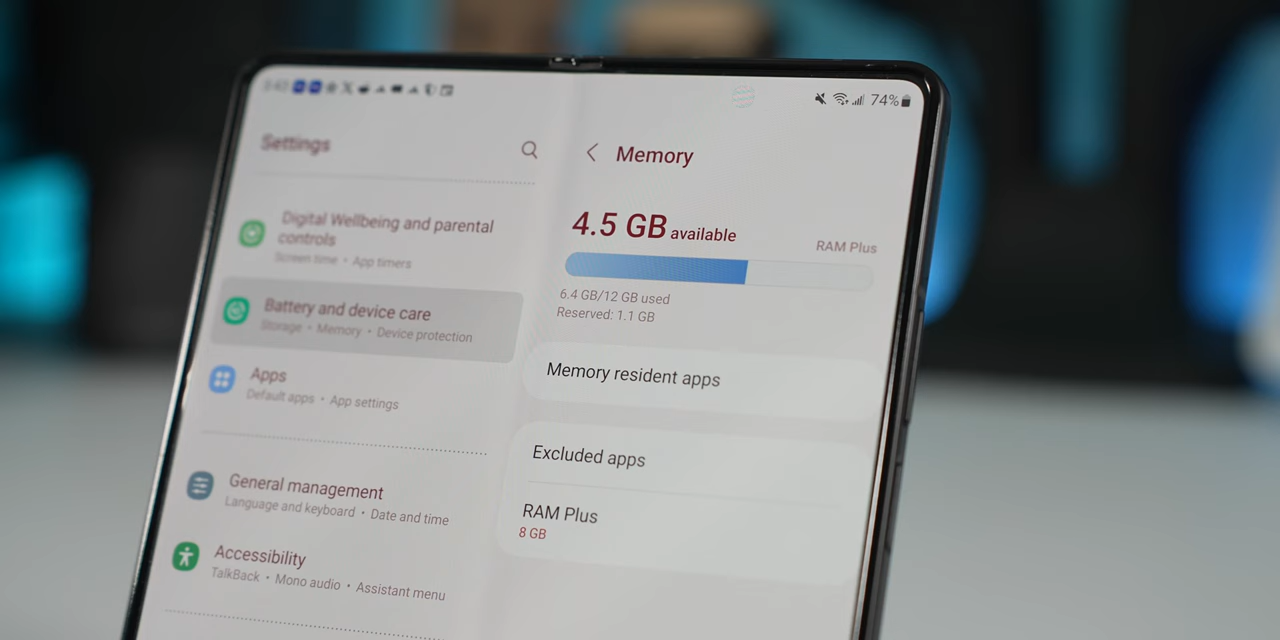 74%
Settings
Digital Wellbeing and parental
controls
Screen time • App timers
Battery and device care
Storage • Memory • Device protection
Apps
Default apps • App settings
General management
Language and keyboard • Date and time
Accessibility
TalkBack • Mono audio • Assistant menu
Memory
4.5 GB available
RAM Plus
6.4 GB/12 GB used
Reserved: 1.1 GB
Memory resident apps
Excluded apps
RAM Plus
8 GB